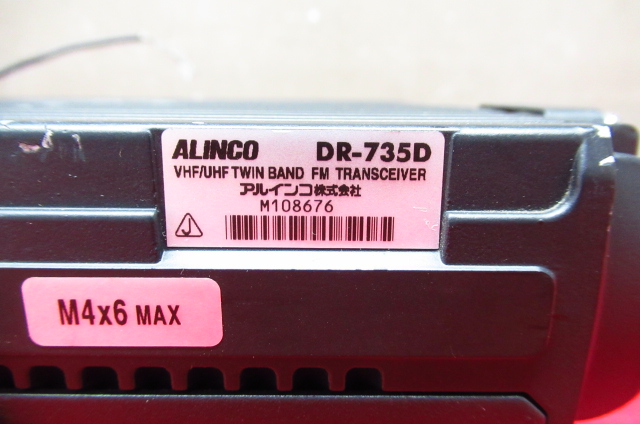 ALINCO DR-735D
VHF/UHF TWIN BAND FM TRANSCEIVER
アルインコ株式会社
M108676
M4x6 MAX